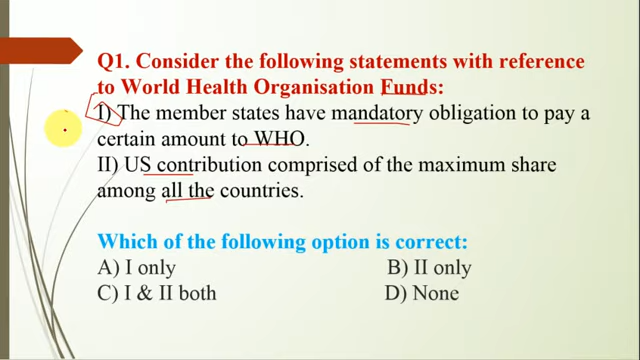 Q1. Consider the following statements with reference
to World Health Organisation Funds:
I) The member states have mandatory obligation to pay a
certain amount to WHO.
II) US contribution comprised of the maximum share
among all the countries.
Which of the following option is correct:
A) I only B) II only
C) I & II both D) None